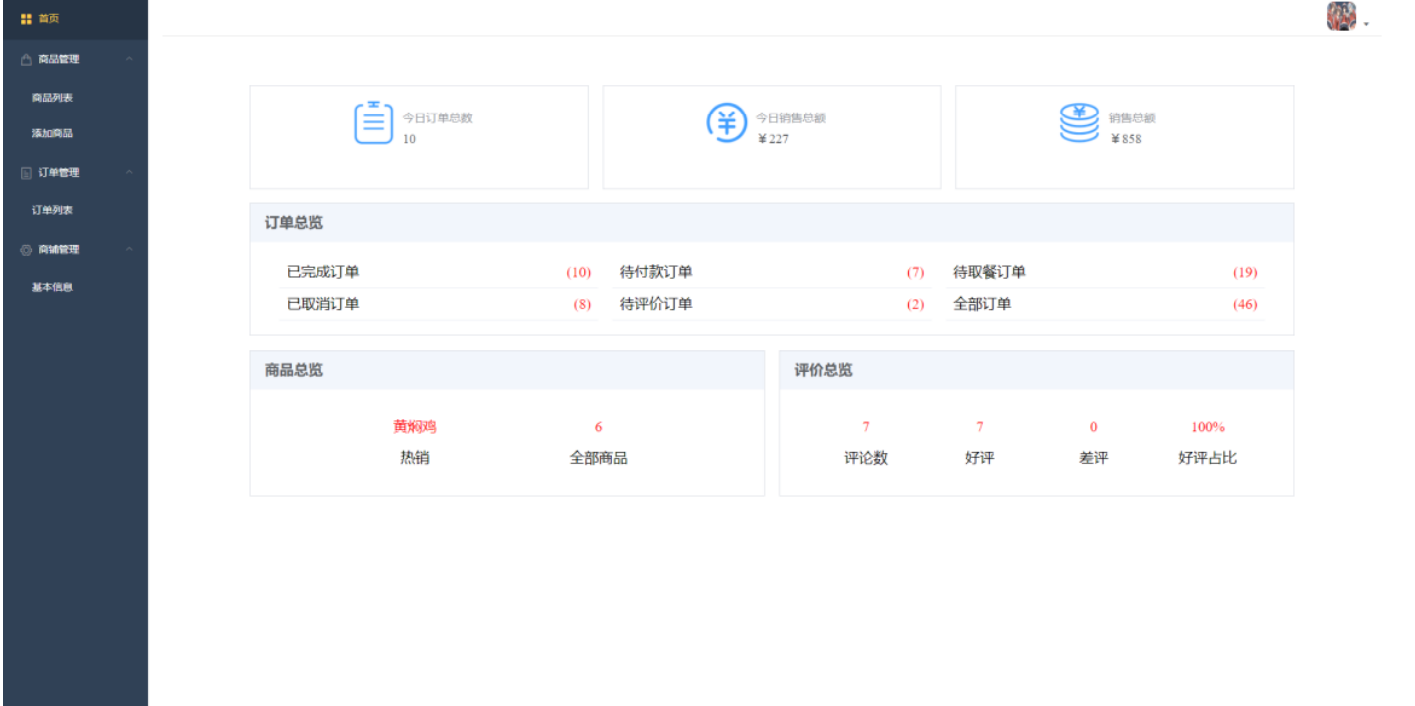 首页
商品管理
商品列表
添加商品
订单管理
订单列表
商铺管理
基本信息
今日订单总数
10
今日销售总额
￥227
销售总额
￥858
订单总览
已完成订单 (10) 待付款订单 (7) 待取餐订单 (19)
已取消订单 (8) 待评价订单 (2) 全部订单 (46)
商品总览
黄焖鸡 6
热销 全部商品
评价总览
7 7 0 100%
评论数 好评 差评 好评占比